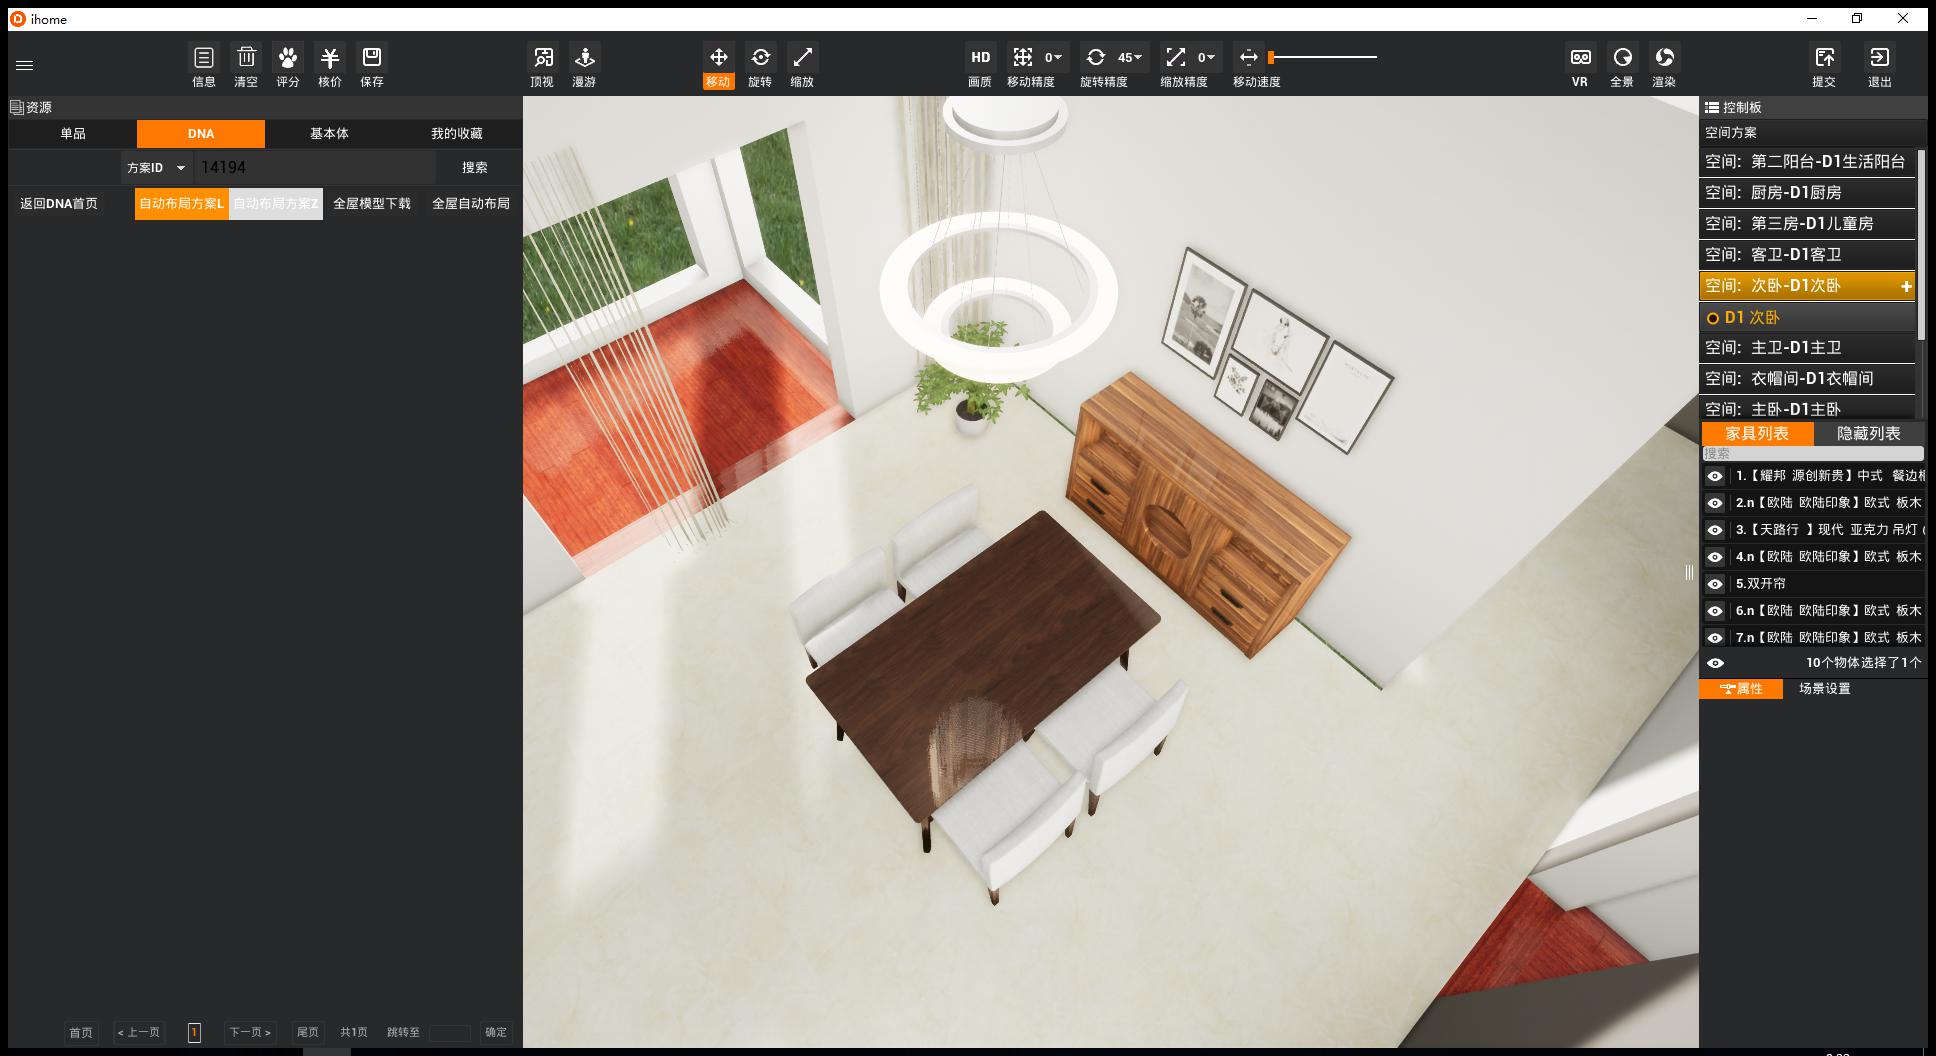 ihome
信息 清空 评分 核价 保存 顶视 漫游 移动 旋转 缩放 HD 画质 0 移动精度 45 旋转精度 0 缩放精度 移动速度 VR 全景 渲染 提交 退出
资源
单品 DNA 基本体 我的收藏
方案ID 14194 搜索
返回DNA首页 自动布局方案L 自动布局方案Z 全屋模型下载 全屋自动布局
首页 < 上一页 1 下一页 > 尾页 共1页 跳转至 确定
控制板
空间方案
空间：第二阳台-D1生活阳台
空间：厨房-D1厨房
空间：第三房-D1儿童房
空间：客卫-D1客卫
空间：次卧-D1次卧 +
D1 次卧
空间：主卫-D1主卫
空间：衣帽间-D1衣帽间
空间：主卧-D1主卧
家具列表 隐藏列表
搜索
1.【耀邦 源创新贵】中式 餐边柜
2.n【欧陆 欧陆印象】欧式 板木
3.【天路行 】现代 亚克力 吊灯
4.n【欧陆 欧陆印象】欧式 板木
5.双开帘
6.n【欧陆 欧陆印象】欧式 板木
7.n【欧陆 欧陆印象】欧式 板木
10个物体选择了1个
属性 场景设置